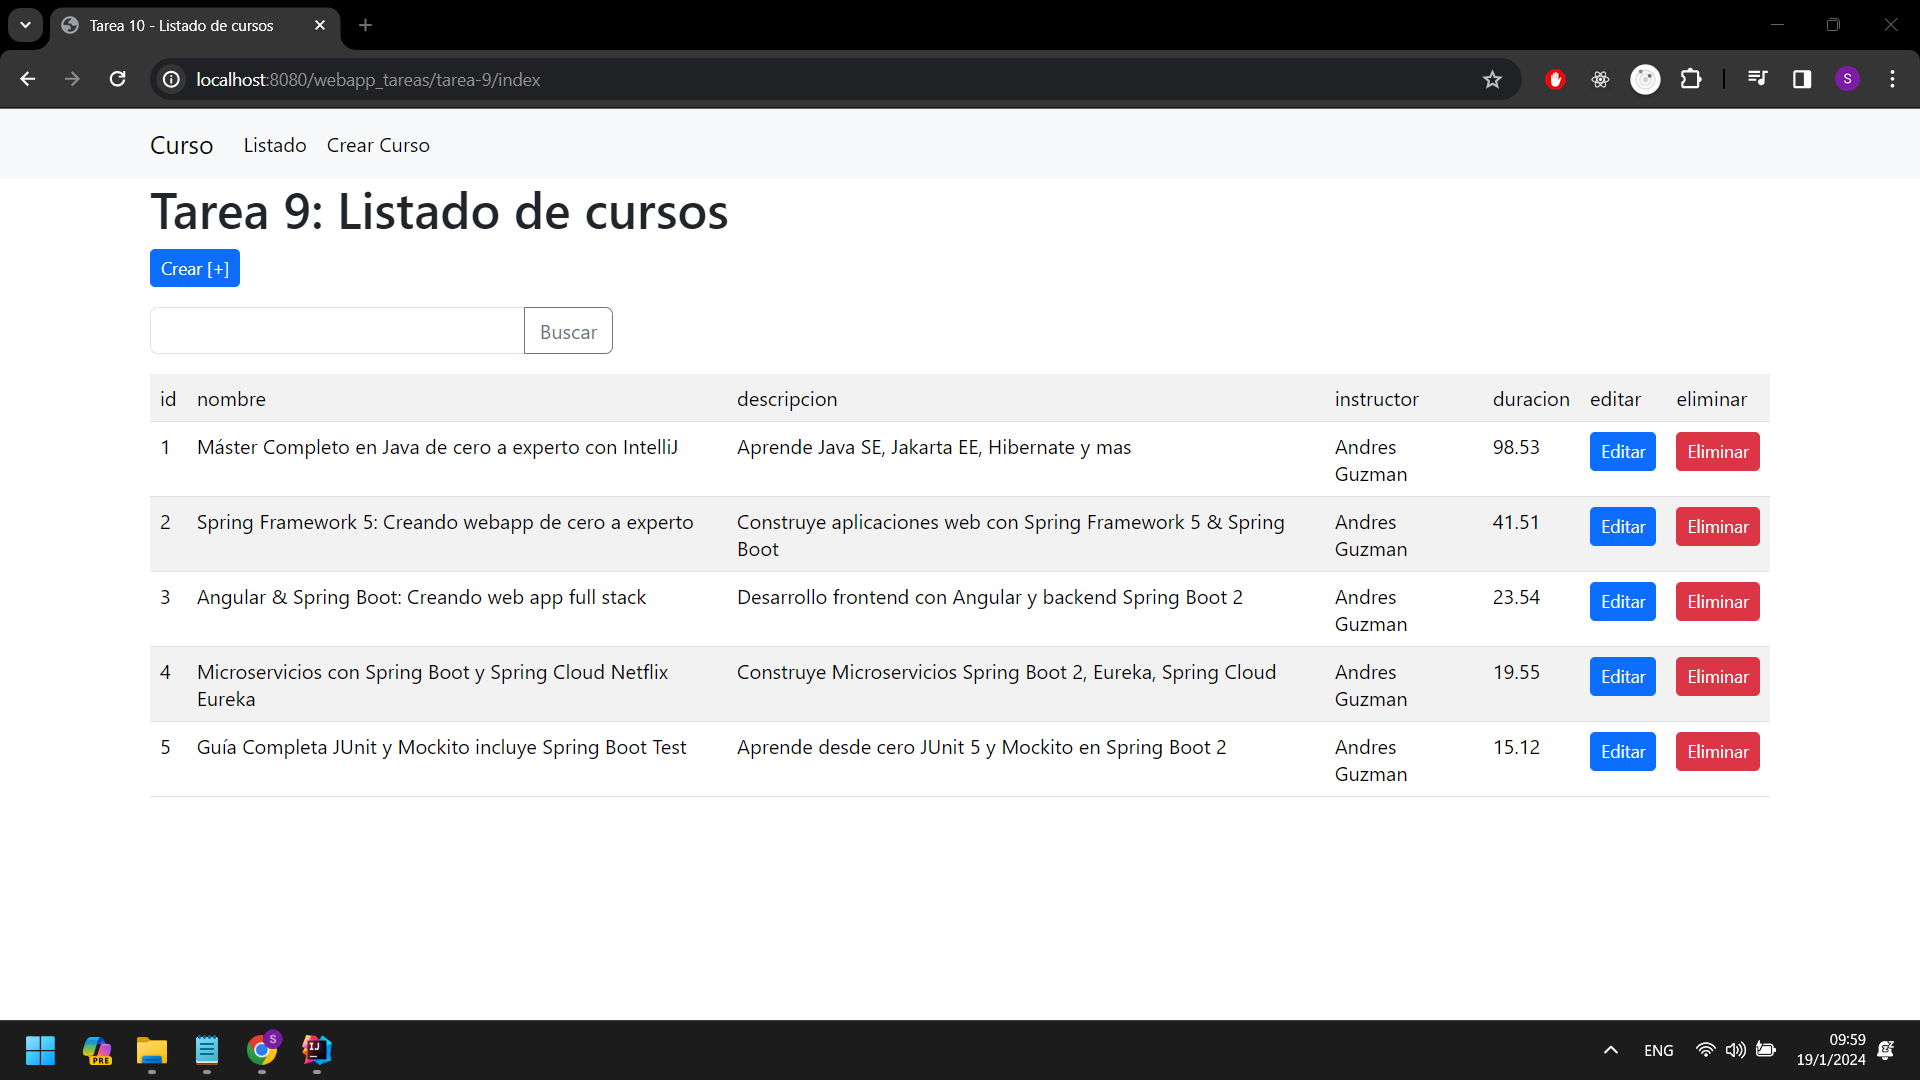 Tarea 10 - Listado de cursos
localhost:8080/webapp_tareas/tarea-9/index
S
Curso Listado Crear Curso
Tarea 9: Listado de cursos
Crear [+]
Buscar
id nombre descripcion instructor duracion editar eliminar
1 Máster Completo en Java de cero a experto con IntelliJ Aprende Java SE, Jakarta EE, Hibernate y mas Andres 98.53 Editar Eliminar
Guzman
2 Spring Framework 5: Creando webapp de cero a experto Construye aplicaciones web con Spring Framework 5 & Spring Andres 41.51 Editar Eliminar
Boot Guzman
3 Angular & Spring Boot: Creando web app full stack Desarrollo frontend con Angular y backend Spring Boot 2 Andres 23.54 Editar Eliminar
Guzman
4 Microservicios con Spring Boot y Spring Cloud Netflix Construye Microservicios Spring Boot 2, Eureka, Spring Cloud Andres 19.55 Editar Eliminar
Eureka Guzman
5 Guía Completa JUnit y Mockito incluye Spring Boot Test Aprende desde cero JUnit 5 y Mockito en Spring Boot 2 Andres 15.12 Editar Eliminar
Guzman
PRE S IJ ENG 09:59
19/1/2024